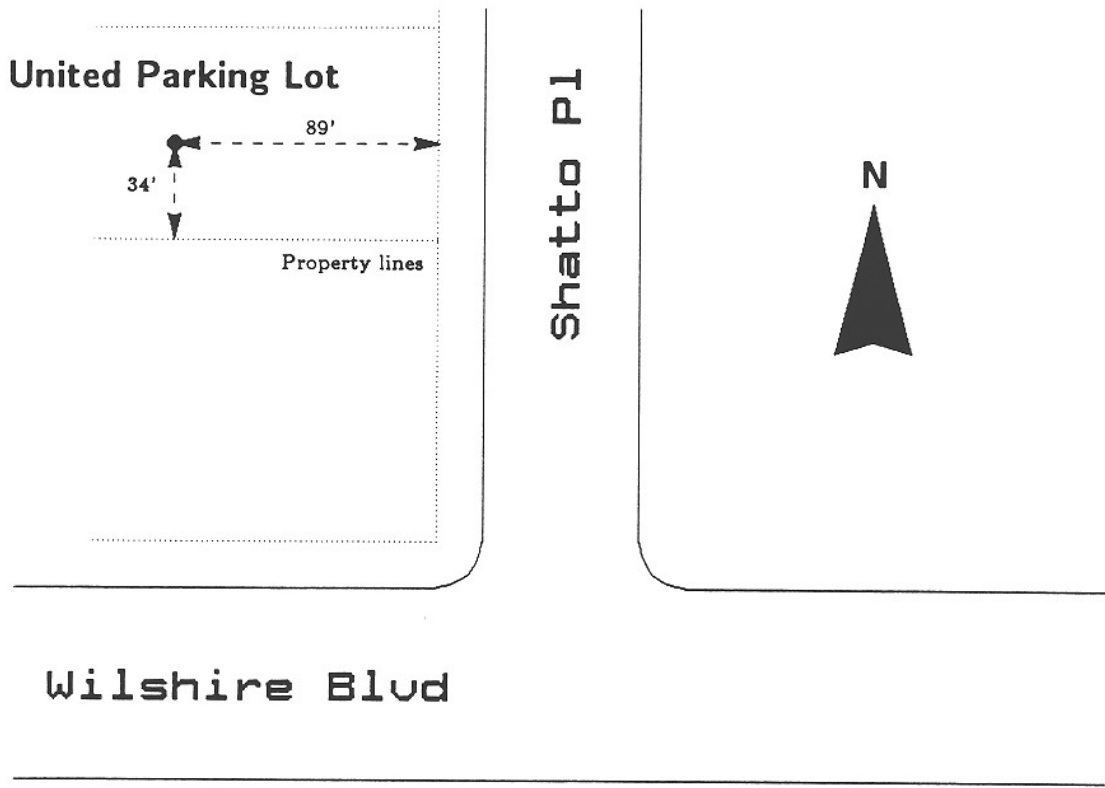 United Parking Lot
89'
34'
Property lines
Shatto Pl
N
Wilshire Blvd